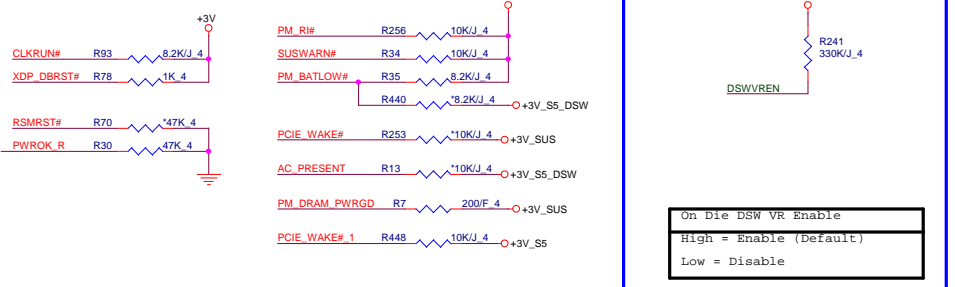 +3V
CLKRUN# R93 8.2K/J_4
XDP_DBRST# R78 1K_4
RSMRST# R70 *47K_4
PWROK_R R30 47K_4
PM_RI# R256 10K/J_4
SUSWARN# R34 10K/J_4
PM_BATLOW# R35 8.2K/J_4
R440 *8.2K/J_4 +3V_S5_DSW
PCIE_WAKE# R253 *10K/J_4 +3V_SUS
AC_PRESENT R13 *10K/J_4 +3V_S5_DSW
PM_DRAM_PWRGD R7 200/F_4 +3V_SUS
PCIE_WAKE#_1 R448 10K/J_4 +3V_S5
R241
330K/J_4
DSWVREN
On Die DSW VR Enable
High = Enable (Default)
Low = Disable